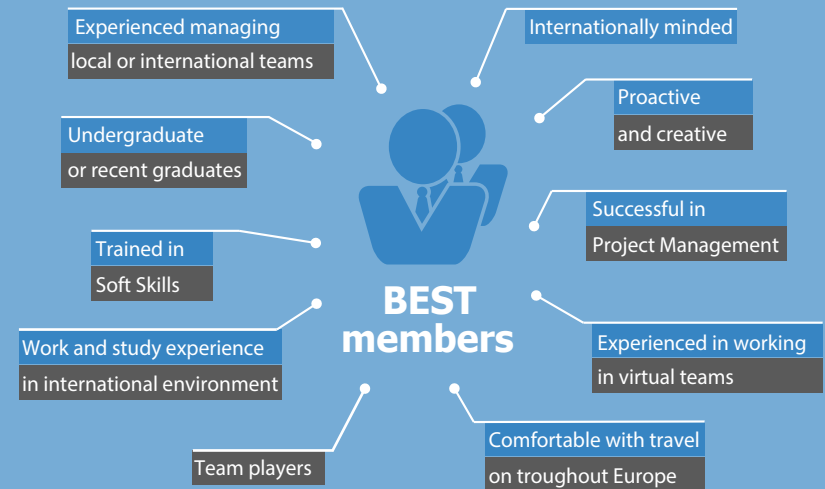 Experienced managing
local or international teams
Internationally minded
Proactive
and creative
Undergraduate
or recent graduates
Successful in
Project Management
Trained in
Soft Skills
BEST
members
Work and study experience
in international environment
Experienced in working
in virtual teams
Team players
Comfortable with travel
on troughout Europe